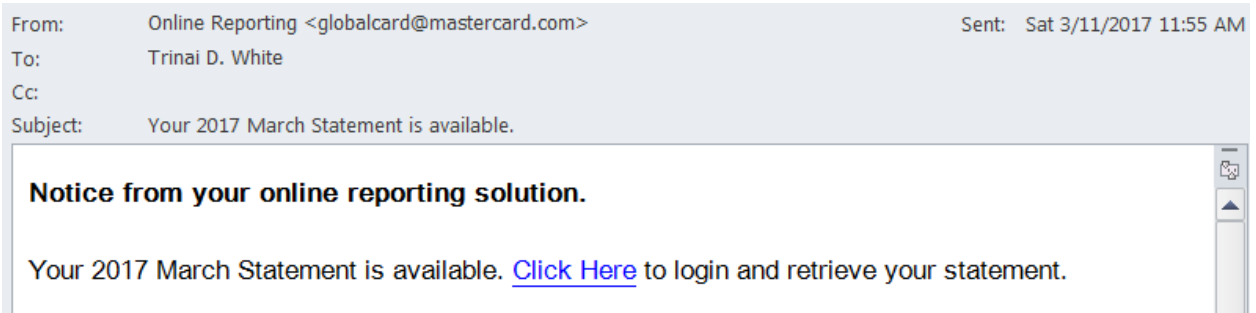 From: Online Reporting <globalcard@mastercard.com> Sent: Sat 3/11/2017 11:55 AM
To: Trinai D. White
Cc:
Subject: Your 2017 March Statement is available.
Notice from your online reporting solution.
Your 2017 March Statement is available. Click Here to login and retrieve your statement.